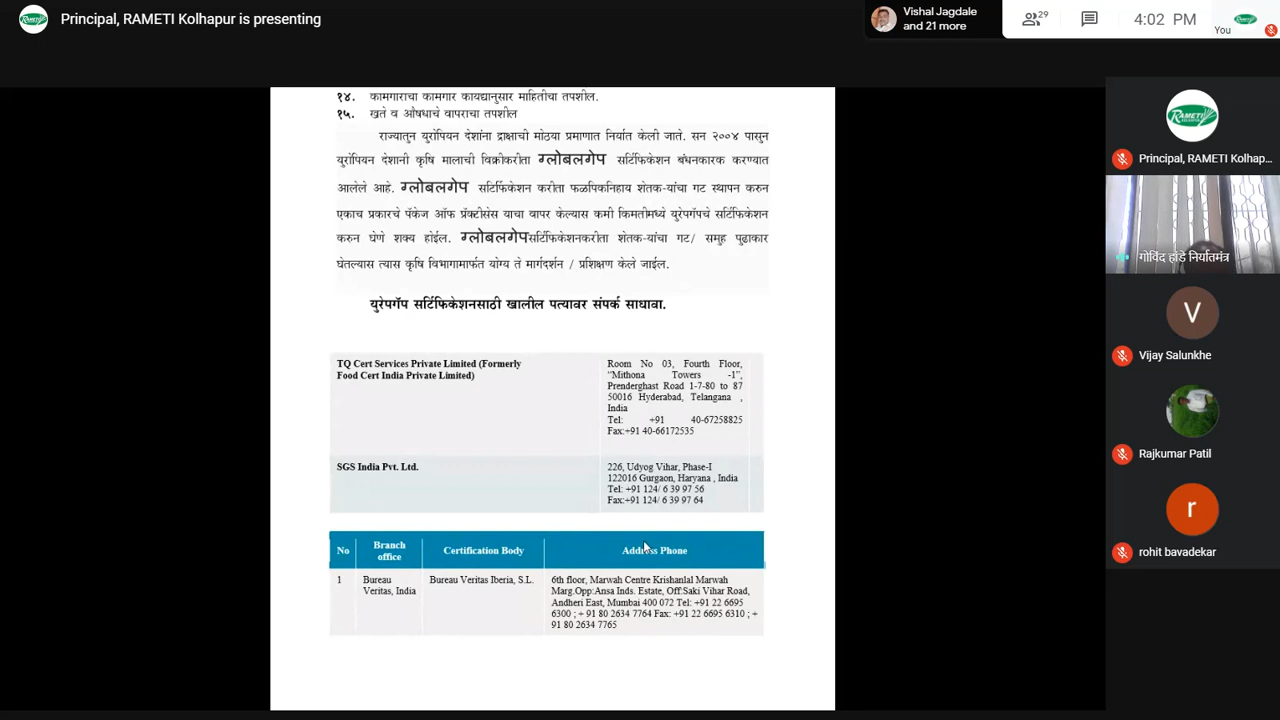 Principal, RAMETI Kolhapur is presenting
Vishal Jagdale
and 21 more
29
4:02 PM
You
१४. कामगाराचा कामगार कायद्यानुसार माहितीचा तपशील.
१५. खते व औषधाचे वापराचा तपशील
राज्यातुन युरोपियन देशांना द्राक्षाची मोठया प्रमाणात निर्यात केली जाते. सन २००४ पासुन
युरोपियन देशानी कृषि मालाची विक्रीकरीता ग्लोबलगेप सर्टिफिकेशन बंधनकारक करण्यात
आलेले आहे. ग्लोबलगेप सटिर्फिकेशन करीता फळपिकनिहाय शेतक-यांचा गट स्थापन करुन
एकाच प्रकारचे पॅकेज ऑफ प्रॅक्टीसेस याचा वापर केल्यास कमी किमतीमध्ये युरेपगॅपचे सर्टिफिकेशन
करुन घेणे शक्य होईल. ग्लोबलगेपसर्टिफिकेशनकरीता शेतक-यांचा गट/ समुह पुढाकार
घेतल्यास त्यास कृषि विभागामार्फत योग्य ते मार्गदर्शन / प्रशिक्षण केले जाईल.
युरेपगॅप सर्टिफिकेशनसाठी खालील पत्यावर संपर्क साधावा.
TQ Cert Services Private Limited (Formerly
Food Cert India Private Limited)
Room No 03, Fourth Floor,
“Mithona Towers -1”,
Prenderghast Road 1-7-80 to 87
50016 Hyderabad, Telangana ,
India
Tel: +91 40-67258825
Fax:+91 40-66172535
SGS India Pvt. Ltd.
226, Udyog Vihar, Phase-I
122016 Gurgaon, Haryana , India
Tel: +91 124/ 6 39 97 56
Fax:+91 124/ 6 39 97 64
No
Branch
office
Certification Body
Address Phone
1
Bureau
Veritas, India
Bureau Veritas Iberia, S.L.
6th floor, Marwah Centre Krishanlal Marwah
Marg.Opp:Ansa Inds. Estate, Off:Saki Vihar Road,
Andheri East, Mumbai 400 072 Tel: +91 22 6695
6300 ; + 91 80 2634 7764 Fax: +91 22 6695 6310 ; +
91 80 2634 7765
RAMETI
Principal, RAMETI Kolhap...
गोविंद हांडे निर्यातमंत्र
V
Vijay Salunkhe
Rajkumar Patil
r
rohit bavadekar